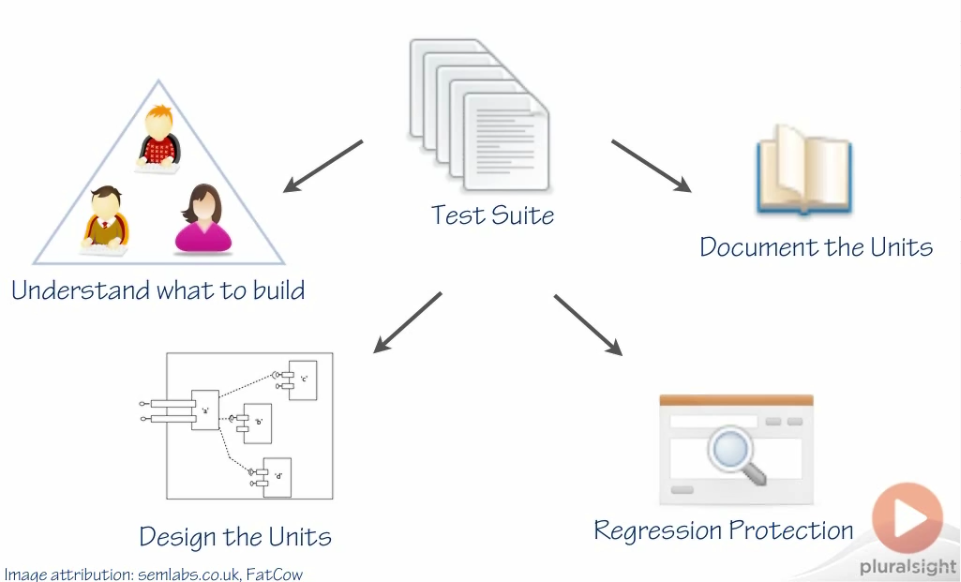 Test Suite
Document the Units
Understand what to build
'c'
'a'
'b'
'd'
Design the Units
Regression Protection
pluralsight
Image attribution: semlabs.co.uk, FatCow